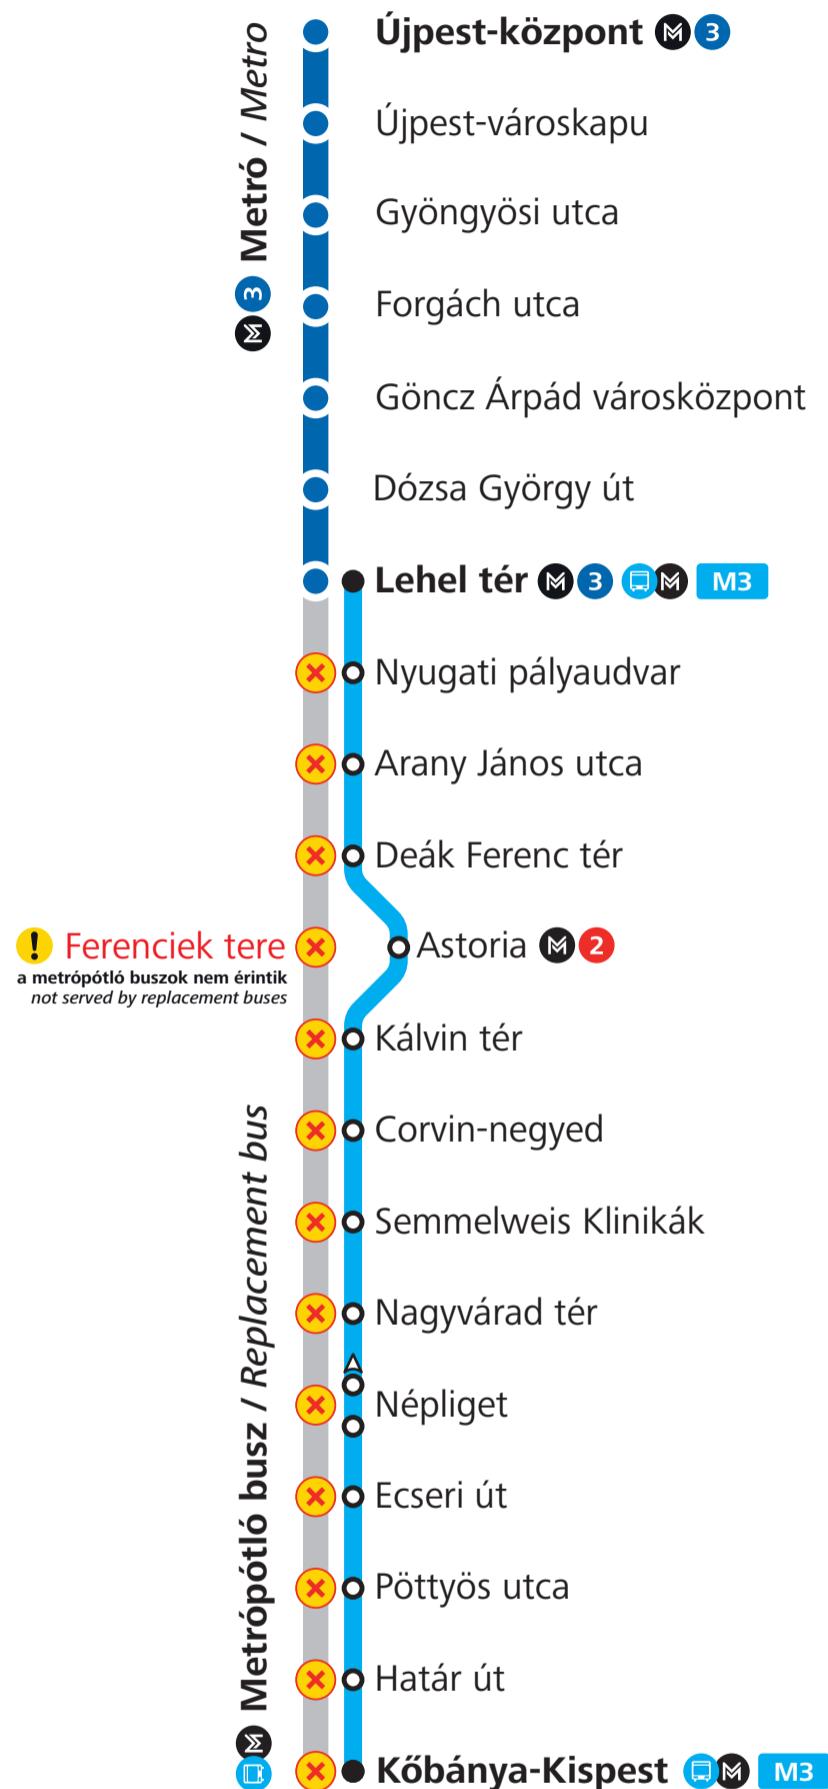 Újpest-központ M 3
Újpest-városkapu
Gyöngyösi utca
Forgách utca
Göncz Árpád városközpont
Dózsa György út
M 3 Metró / Metro
Lehel tér M 3 M M3
Nyugati pályaudvar
Arany János utca
Deák Ferenc tér
! Ferenciek tere
a metrópótló buszok nem érintik
not served by replacement buses
Astoria M 2
Kálvin tér
Corvin-negyed
Semmelweis Klinikák
Nagyvárad tér
Népliget
Ecseri út
Pöttyös utca
Határ út
Kőbánya-Kispest M M3
M Metrópótló busz / Replacement bus